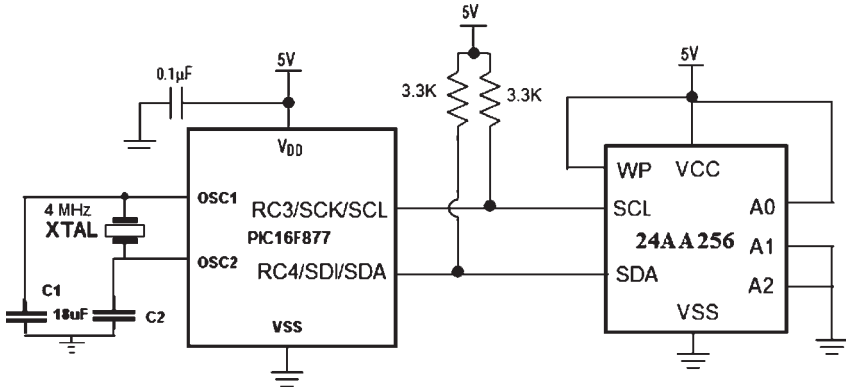 5V
5V
0.1µF
3.3K
3.3K
5V
VDD
WP
VCC
OSC1
RC3/SCK/SCL
SCL
A0
4 MHz
XTAL
PIC16F877
24AA256
A1
OSC2
RC4/SDI/SDA
SDA
A2
C1
18uF
C2
VSS
VSS